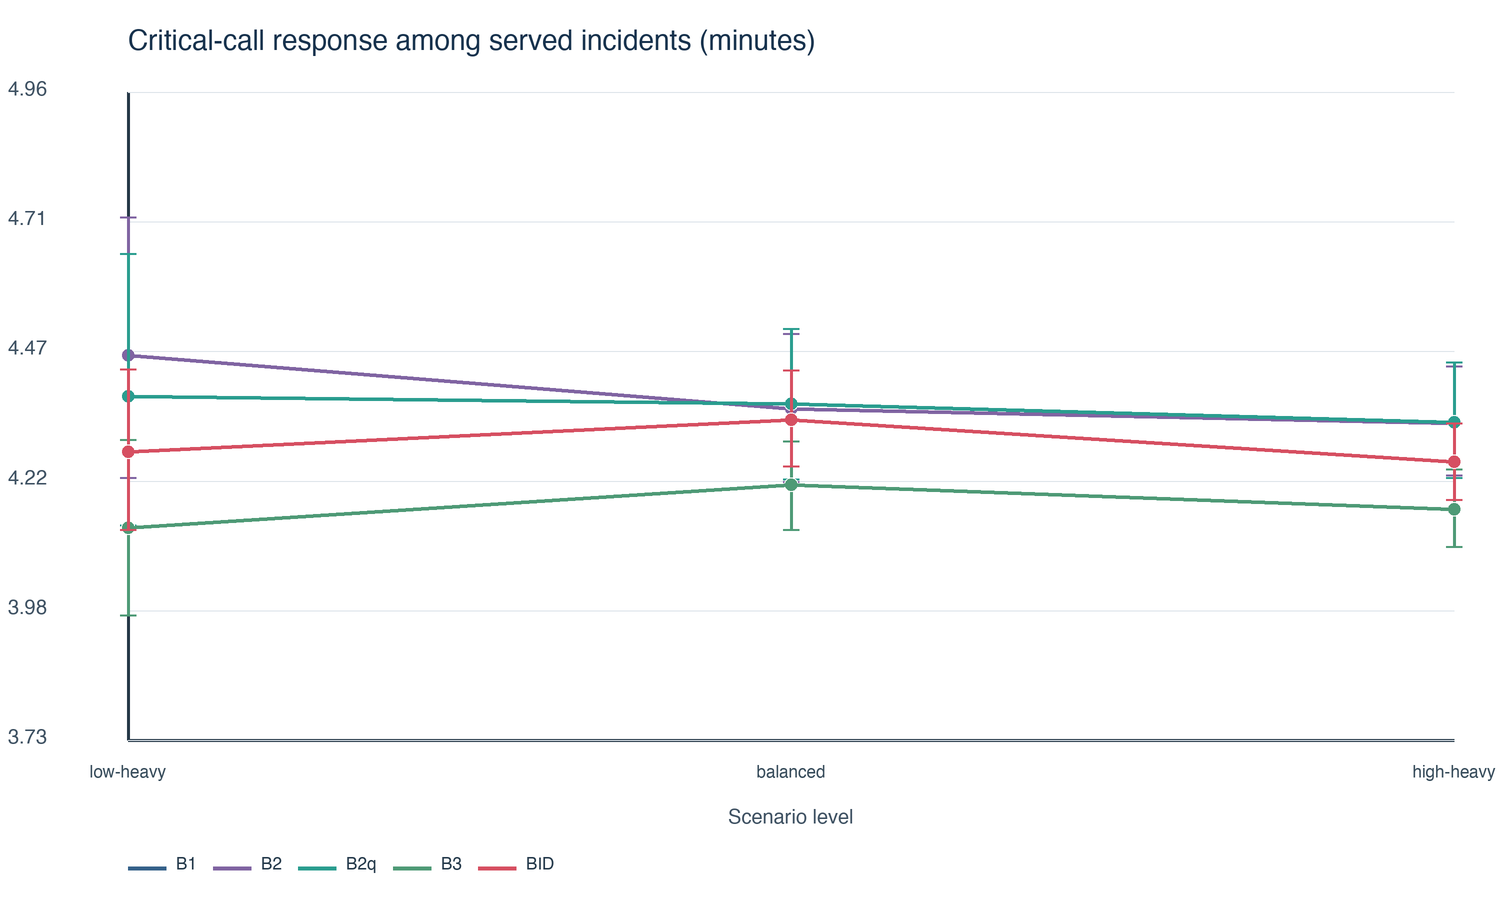 Critical-call response among served incidents (minutes)
4.96
4.71
4.47
4.22
3.98
3.73
low-heavy balanced high-heavy
Scenario level
B1 B2 B2q B3 BID